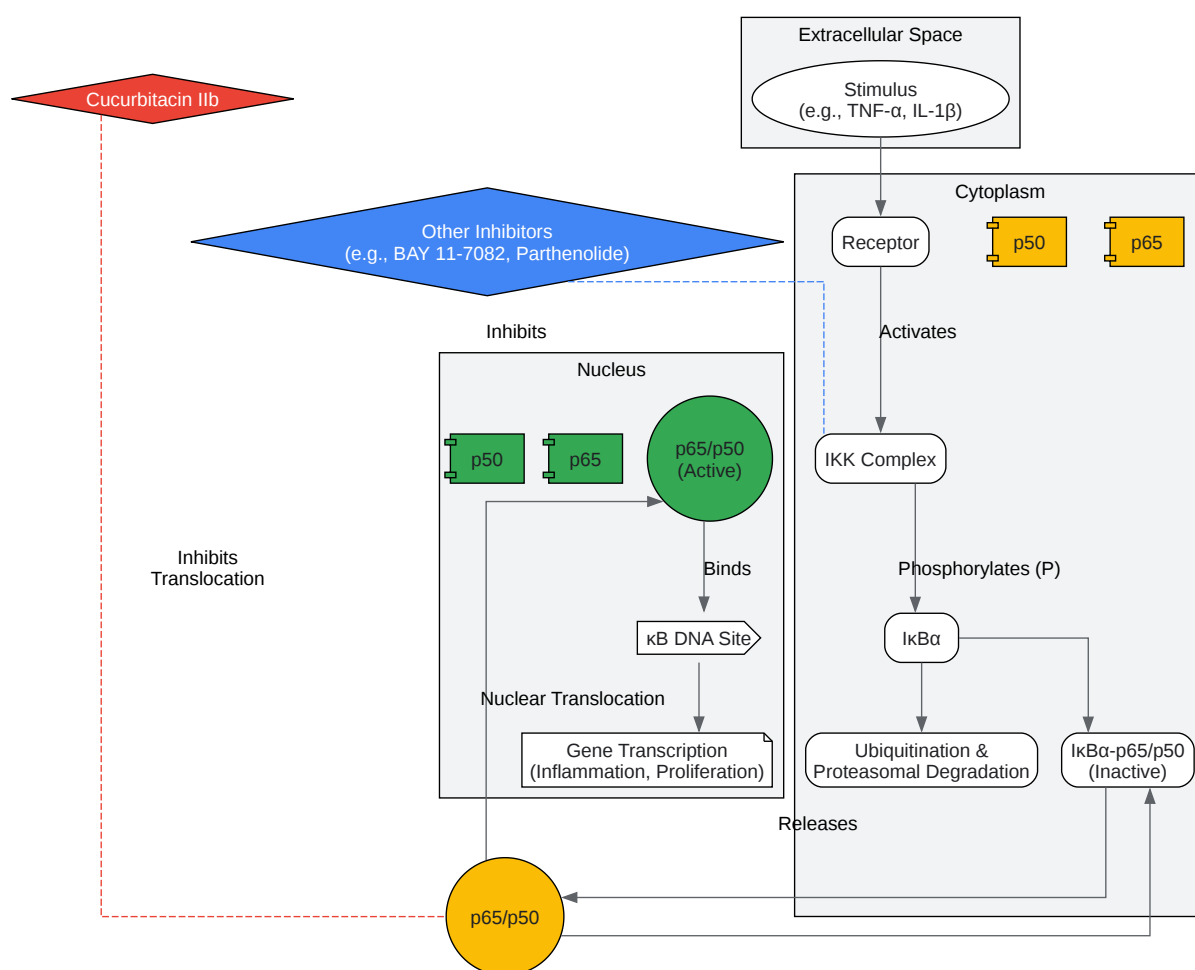 Extracellular Space
Cucurbitacin IIb
Stimulus
(e.g., TNF-α, IL-1β)
Cytoplasm
Other Inhibitors
(e.g., BAY 11-7082, Parthenolide)
Receptor
p50
p65
Inhibits
Activates
Nucleus
p50
p65
p65/p50
(Active)
IKK Complex
Inhibits
Translocation
Binds
Phosphorylates (P)
κB DNA Site
IκBα
Nuclear Translocation
Gene Transcription
(Inflammation, Proliferation)
Ubiquitination &
Proteasomal Degradation
IκBα-p65/p50
(Inactive)
Releases
p65/p50